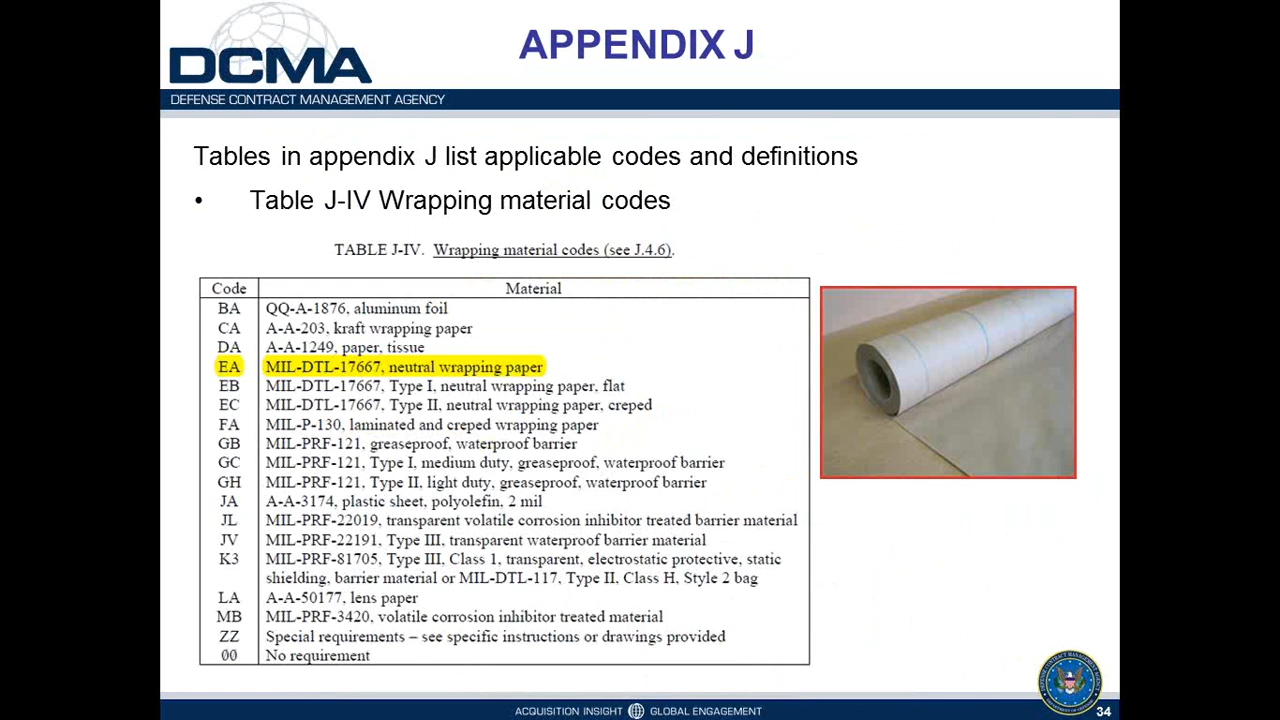 APPENDIX J
DCMA
DEFENSE CONTRACT MANAGEMENT AGENCY
Tables in appendix J list applicable codes and definitions
• Table J-IV Wrapping material codes
TABLE J-IV. Wrapping material codes (see J.4.6).
Code Material
BA QQ-A-1876, aluminum foil
CA A-A-203, kraft wrapping paper
DA A-A-1249, paper, tissue
EA MIL-DTL-17667, neutral wrapping paper
EB MIL-DTL-17667, Type I, neutral wrapping paper, flat
EC MIL-DTL-17667, Type II, neutral wrapping paper, creped
FA MIL-P-130, laminated and creped wrapping paper
GB MIL-PRF-121, greaseproof, waterproof barrier
GC MIL-PRF-121, Type I, medium duty, greaseproof, waterproof barrier
GH MIL-PRF-121, Type II, light duty, greaseproof, waterproof barrier
JA A-A-3174, plastic sheet, polyolefin, 2 mil
JL MIL-PRF-22019, transparent volatile corrosion inhibitor treated barrier material
JV MIL-PRF-22191, Type III, transparent waterproof barrier material
K3 MIL-PRF-81705, Type III, Class 1, transparent, electrostatic protective, static
shielding, barrier material or MIL-DTL-117, Type II, Class H, Style 2 bag
LA A-A-50177, lens paper
MB MIL-PRF-3420, volatile corrosion inhibitor treated material
ZZ Special requirements – see specific instructions or drawings provided
00 No requirement
ACQUISITION INSIGHT GLOBAL ENGAGEMENT
34